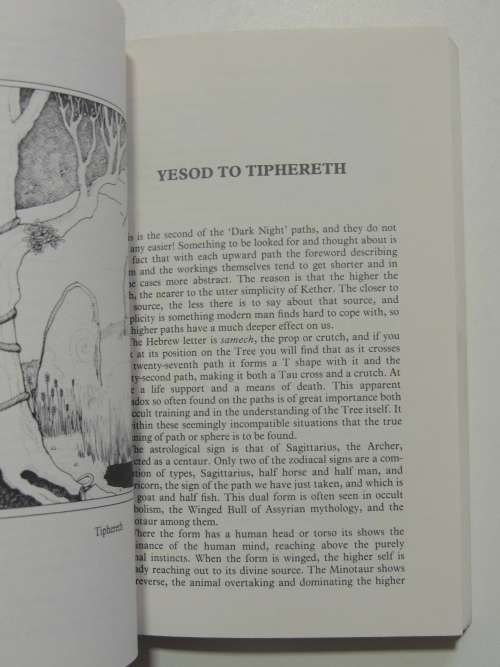 YESOD TO TIPHERETH
is is the second of the 'Dark Night' paths, and they do not
any easier! Something to be looked for and thought about is
fact that with each upward path the foreword describing
m and the workings themselves tend to get shorter and in
e cases more abstract. The reason is that the higher the
h, the nearer to the utter simplicity of Kether. The closer to
source, the less there is to say about that source, and
plicity is something modern man finds hard to cope with, so
higher paths have a much deeper effect on us.
The Hebrew letter is samech, the prop or crutch, and if you
at its position on the Tree you will find that as it crosses
twenty-seventh path it forms a T shape with it and the
ty-second path, making it both a Tau cross and a crutch. At
e a life support and a means of death. This apparent
dox so often found on the paths is of great importance both
ccult training and in the understanding of the Tree itself. It
ithin these seemingly incompatible situations that the true
ning of path or sphere is to be found.
he astrological sign is that of Sagittarius, the Archer,
cted as a centaur. Only two of the zodiacal signs are a com-
tion of types, Sagittarius, half horse and half man, and
ricorn, the sign of the path we have just taken, and which is
goat and half fish. This dual form is often seen in occult
bolism, the Winged Bull of Assyrian mythology, and the
otaur among them.
here the form has a human head or torso its shows the
inance of the human mind, reaching above the purely
al instincts. When the form is winged, the higher self is
ady reaching out to its divine source. The Minotaur shows
reverse, the animal overtaking and dominating the higher
Tiphereth